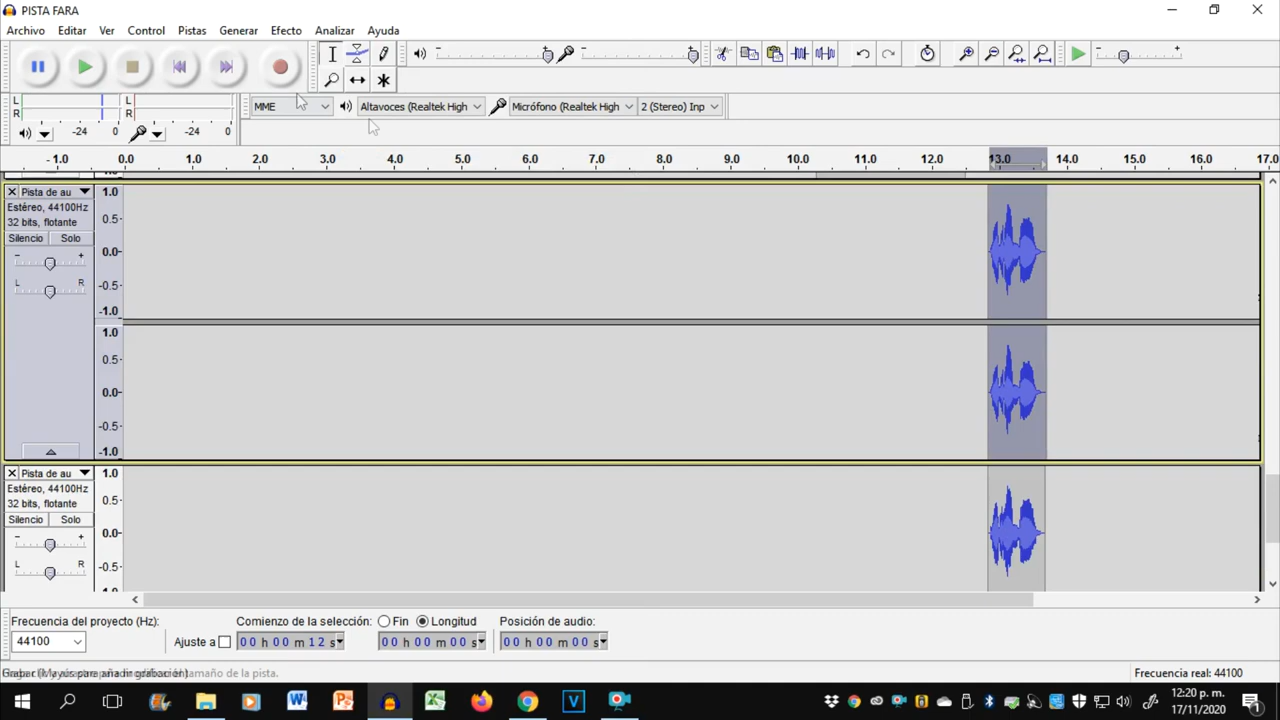 PISTA FARA
Archivo Editar Ver Control Pistas Generar Efecto Analizar Ayuda
L L
R R
-24 0 -24 0
MME Altavoces (Realtek High Micrófono (Realtek High 2 (Stereo) Inp
- 1.0 0.0 1.0 2.0 3.0 4.0 5.0 6.0 7.0 8.0 9.0 10.0 11.0 12.0 13.0 14.0 15.0 16.0 17.0
Pista de au
Estéreo, 44100Hz
32 bits, flotante
Silencio Solo
- +
L R
1.0
0.5
0.0
-0.5
-1.0
1.0
0.5
0.0
-0.5
-1.0
Pista de au
Estéreo, 44100Hz
32 bits, flotante
Silencio Solo
- +
L R
1.0
0.5
0.0
-0.5
Frecuencia del proyecto (Hz): Comienzo de la selección: Fin Longitud Posición de audio:
44100 Ajuste a 00 h 00 m 12 s 00 h 00 m 00 s 00 h 00 m 00 s
tamaño de la pista. Frecuencia real: 44100
12:20 p. m.
17/11/2020